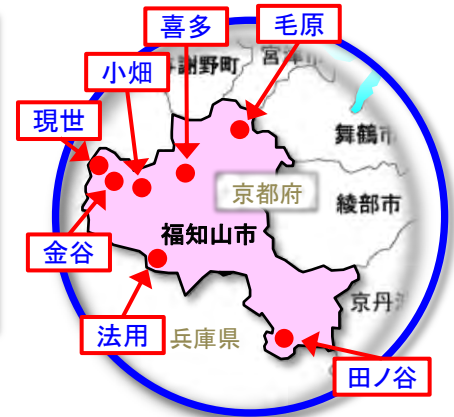 喜多
毛原
小畑
与謝野町
宮津市
現世
舞鶴市
京都府
綾部市
福知山市
金谷
京丹
法用
兵庫県
田ノ谷